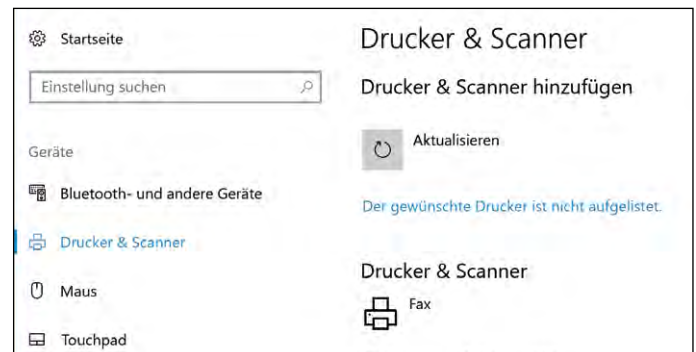 Startseite
Einstellung suchen
Geräte
Bluetooth- und andere Geräte
Drucker & Scanner
Maus
Touchpad
Drucker & Scanner
Drucker & Scanner hinzufügen
Aktualisieren
Der gewünschte Drucker ist nicht aufgelistet.
Drucker & Scanner
Fax